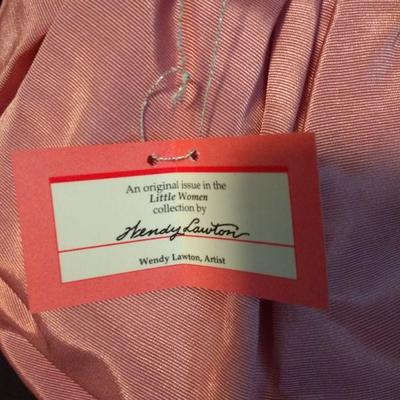 An original issue in the
Little Women
collection by
Wendy Lawton
Wendy Lawton, Artist